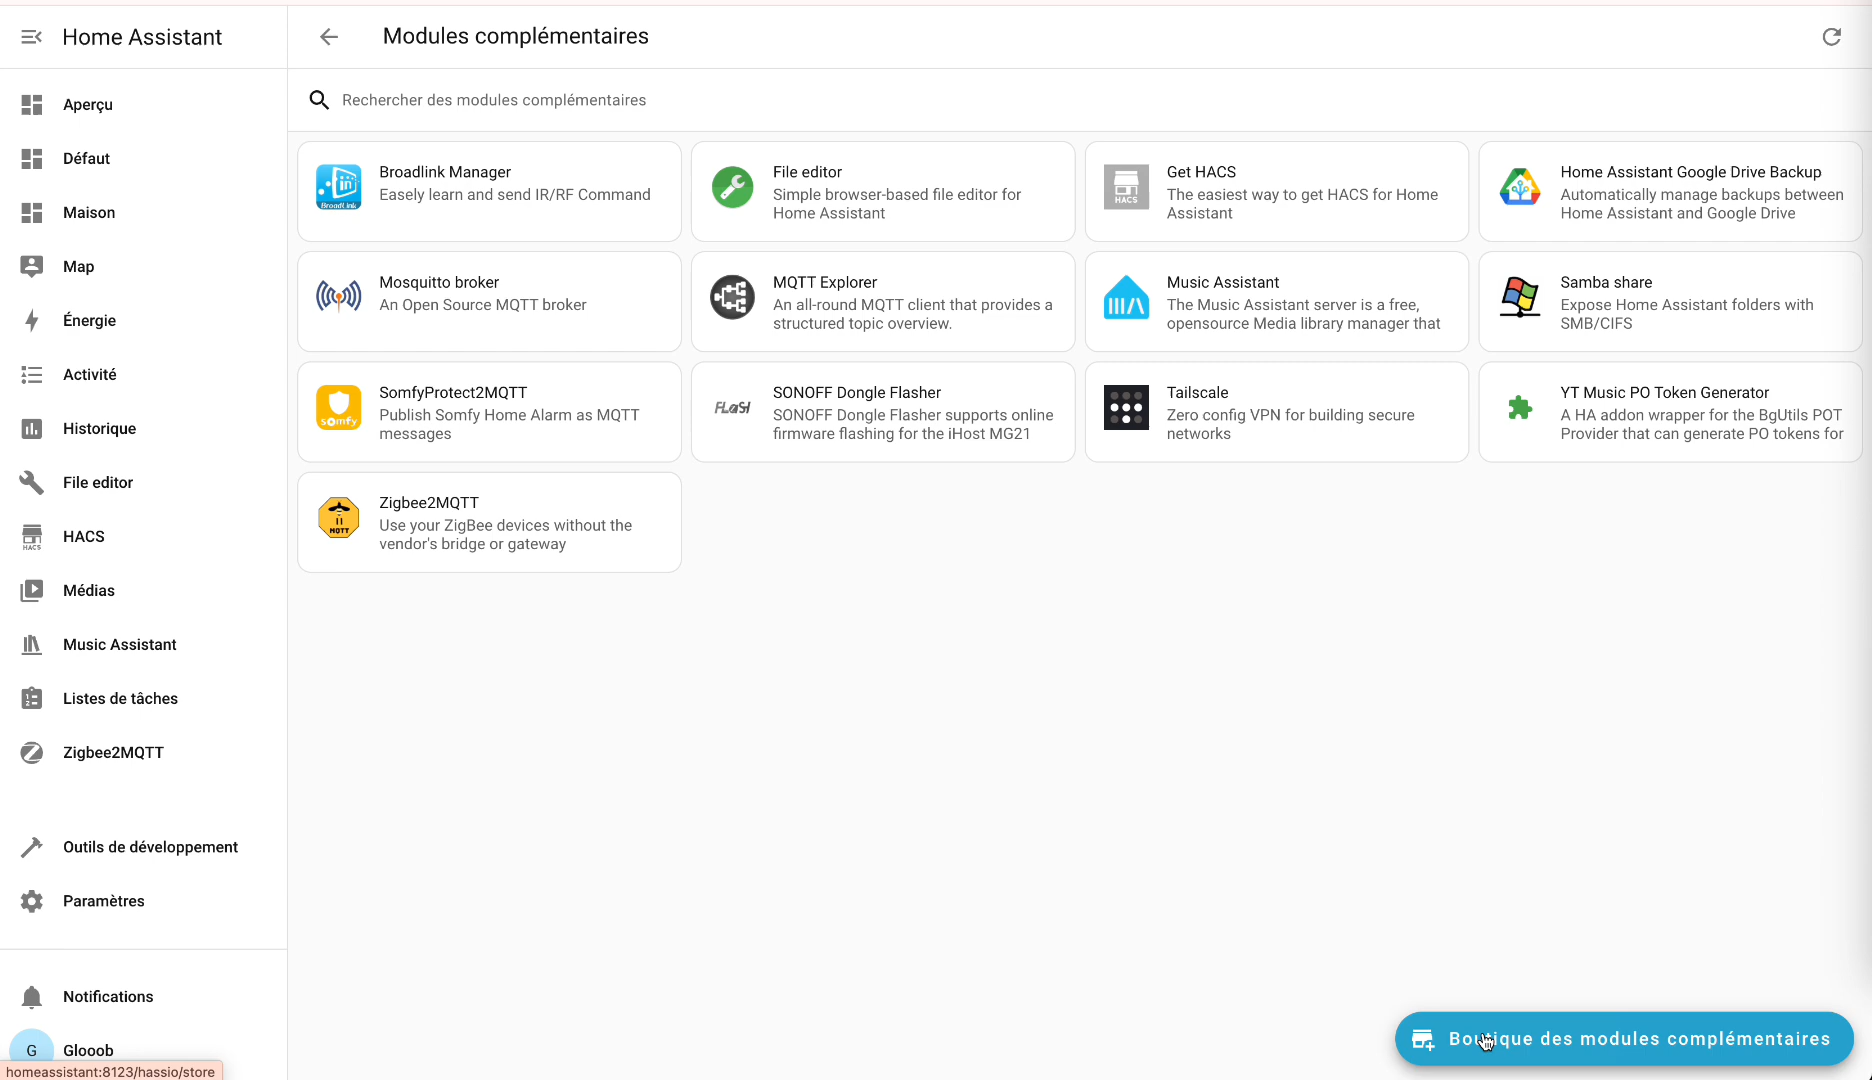 Home Assistant
Modules complémentaires
Rechercher des modules complémentaires
Aperçu
Défaut
Maison
Map
Énergie
Activité
Historique
File editor
HACS
HACS
Médias
Music Assistant
Listes de tâches
Zigbee2MQTT
Outils de développement
Paramètres
Notifications
G
Glooob
homeassistant:8123/hassio/store
BroadLink
Broadlink Manager
Easely learn and send IR/RF Command
File editor
Simple browser-based file editor for
Home Assistant
HACS
Get HACS
The easiest way to get HACS for Home
Assistant
Home Assistant Google Drive Backup
Automatically manage backups between
Home Assistant and Google Drive
Mosquitto broker
An Open Source MQTT broker
MQTT Explorer
An all-round MQTT client that provides a
structured topic overview.
Music Assistant
The Music Assistant server is a free,
opensource Media library manager that
Samba share
Expose Home Assistant folders with
SMB/CIFS
somfy
SomfyProtect2MQTT
Publish Somfy Home Alarm as MQTT
messages
FLaSH
SONOFF Dongle Flasher
SONOFF Dongle Flasher supports online
firmware flashing for the iHost MG21
Tailscale
Zero config VPN for building secure
networks
YT Music PO Token Generator
A HA addon wrapper for the BgUtils POT
Provider that can generate PO tokens for
MQTT
Zigbee2MQTT
Use your ZigBee devices without the
vendor's bridge or gateway
Boutique des modules complémentaires